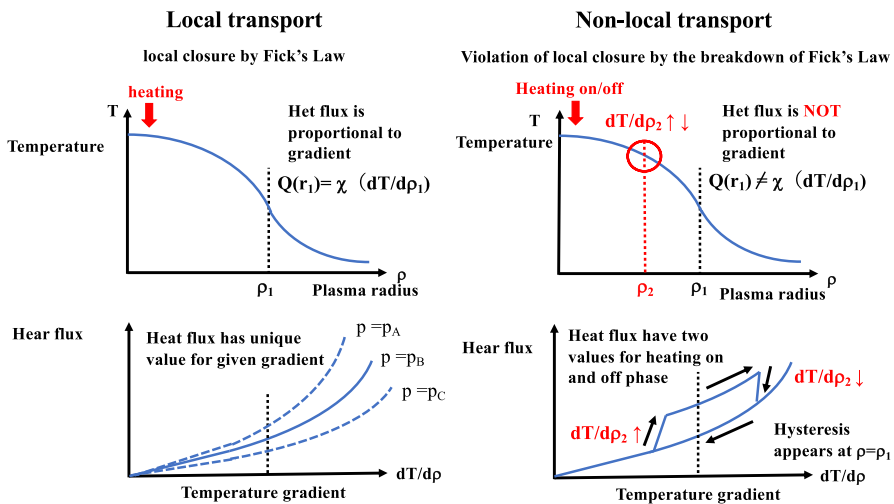 Local transport
local closure by Fick's Law
heating
T
Temperature
Het flux is
proportional to
gradient
Q(r₁)= χ (dT/dρ₁)
ρ
ρ₁
Plasma radius
Hear flux
Heat flux has unique
value for given gradient
p =p_A
p=p_B
p =p_C
dT/dρ
Temperature gradient
Non-local transport
Violation of local closure by the breakdown of Fick's Law
Heating on/off
T
Temperature
dT/dρ₂ ↑ ↓
Het flux is NOT
proportional to
gradient
Q(r₁) ≠ χ (dT/dρ₁)
ρ
ρ₂
ρ₁
Plasma radius
Hear flux
Heat flux have two
values for heating on
and off phase
dT/dρ₂ ↓
dT/dρ₂ ↑
Hysteresis
appears at ρ=ρ₁
dT/dρ
Temperature gradient